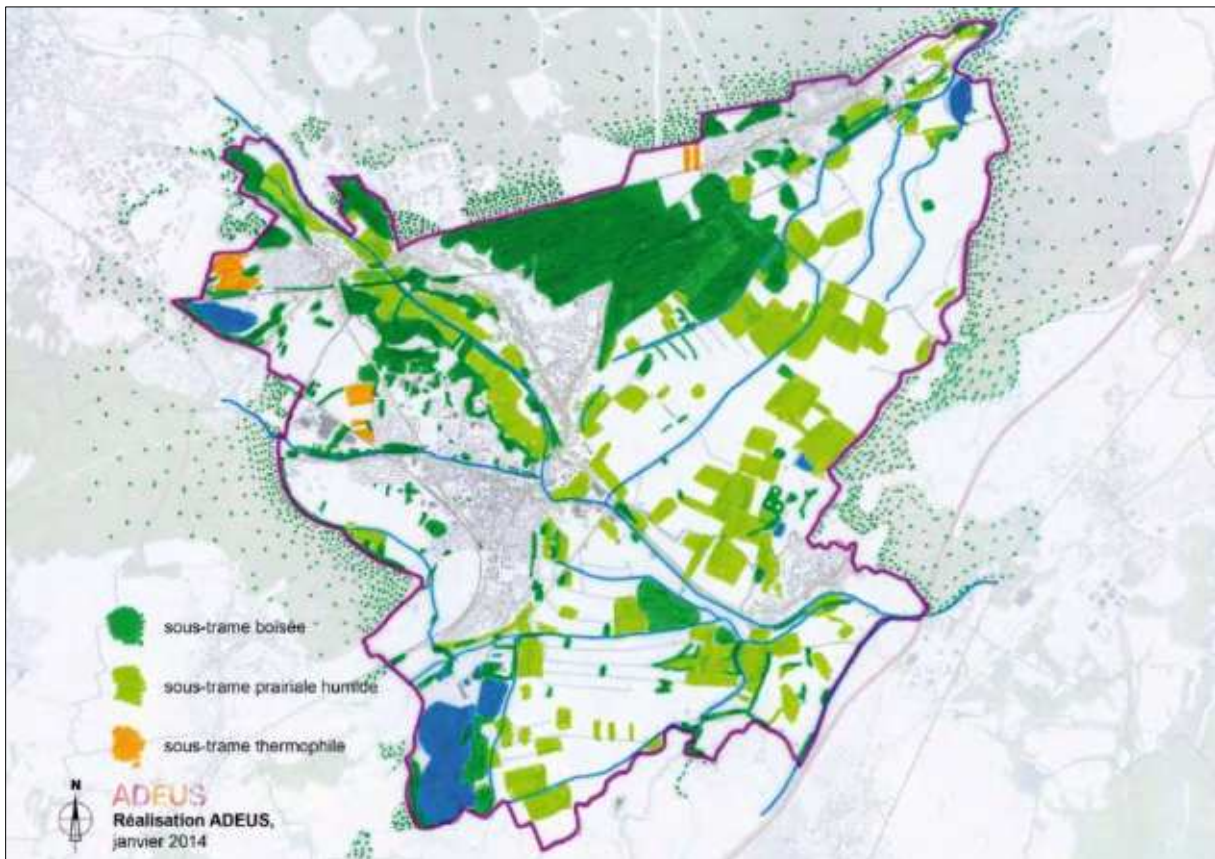 sous-trame boisée
sous-trame prairiale humide
sous-trame thermophile
N
ADEUS
Réalisation ADEUS,
janvier 2014